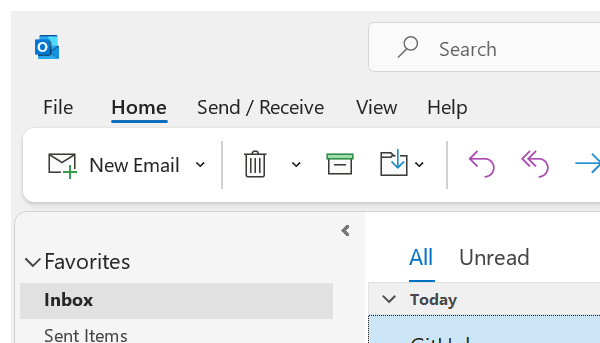 Search
File Home Send / Receive View Help
New Email
All Unread
Favorites
Today
Inbox
Sent Items